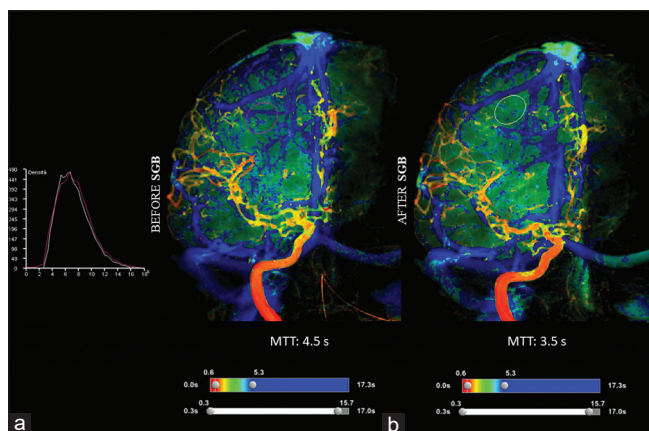 Densità
490
441
392
343
294
245
196
147
98
49
0
0 2 4 6 8 10 12 14 16 18 s
BEFORE SGB
AFTER SGB
MTT: 4.5 s
MTT: 3.5 s
0.6 5.3
0.0s 17.3s
0.3 15.7
0.3s 17.0s
0.6 5.3
0.0s 17.3s
0.3 15.7
0.3s 17.0s
a
b